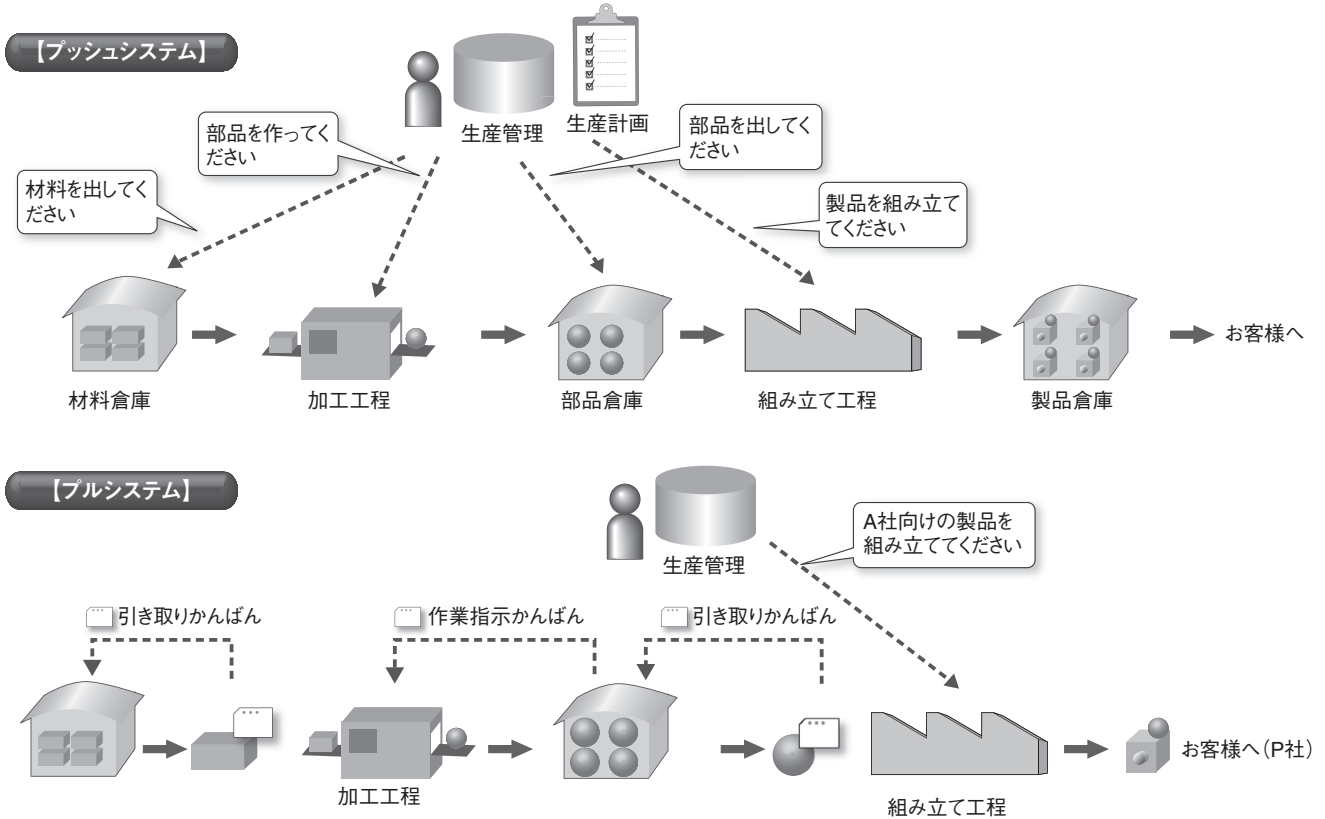 【プッシュシステム】
生産管理
生産計画
部品を作ってく
ださい
部品を出してく
ださい
材料を出してく
ださい
製品を組み立て
てください
お客様へ
材料倉庫
加工工程
部品倉庫
組み立て工程
製品倉庫
【プルシステム】
A社向けの製品を
組み立ててください
生産管理
引き取りかんばん
作業指示かんばん
引き取りかんばん
お客様へ(P社)
加工工程
組み立て工程